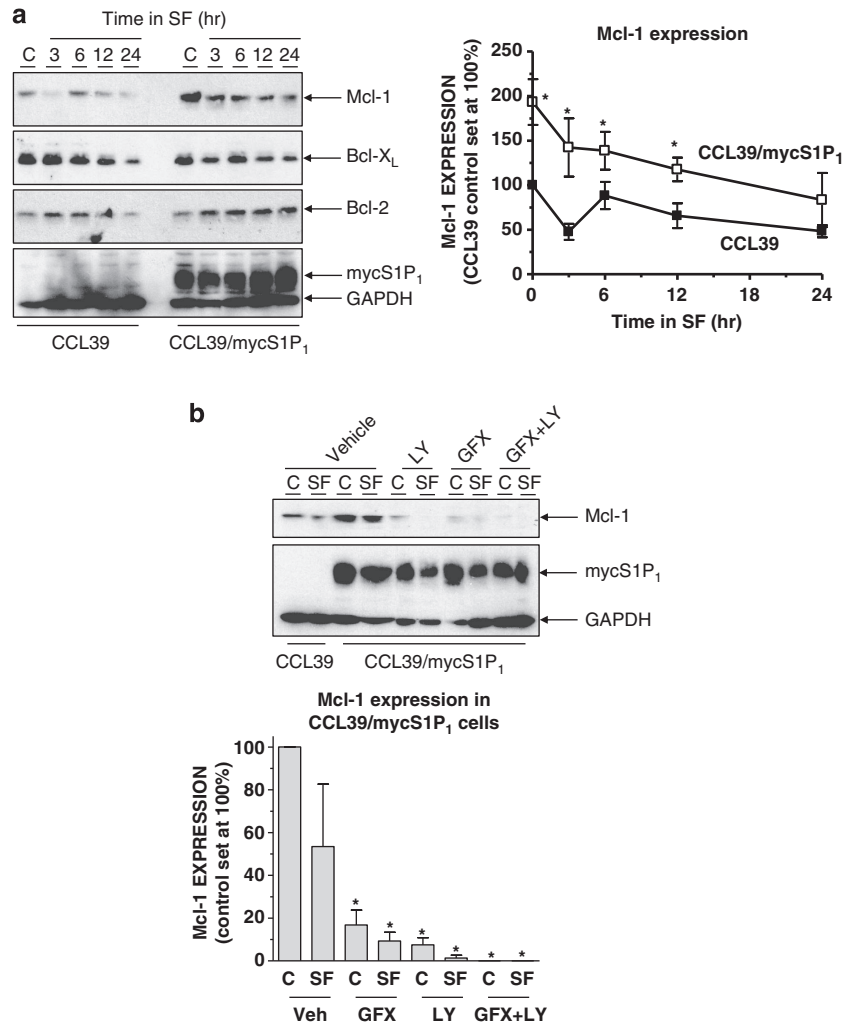 a
Time in SF (hr)
C 3 6 12 24 C 3 6 12 24
Mcl-1
Bcl-XL
Bcl-2
mycS1P1
GAPDH
CCL39 CCL39/mycS1P1
Mcl-1 expression
Mcl-1 EXPRESSION
(CCL39 control set at 100%)
250
200
150
100
50
0
* * * *
CCL39/mycS1P1
CCL39
0 6 12 18 24
Time in SF (hr)
b
Vehicle LY GFX GFX+LY
C SF C SF C SF C SF C SF
Mcl-1
mycS1P1
GAPDH
CCL39 CCL39/mycS1P1
Mcl-1 expression in
CCL39/mycS1P1 cells
Mcl-1 EXPRESSION
(control set at 100%)
100
80
60
40
20
0
* * * * * *
C SF C SF C SF C SF
Veh GFX LY GFX+LY